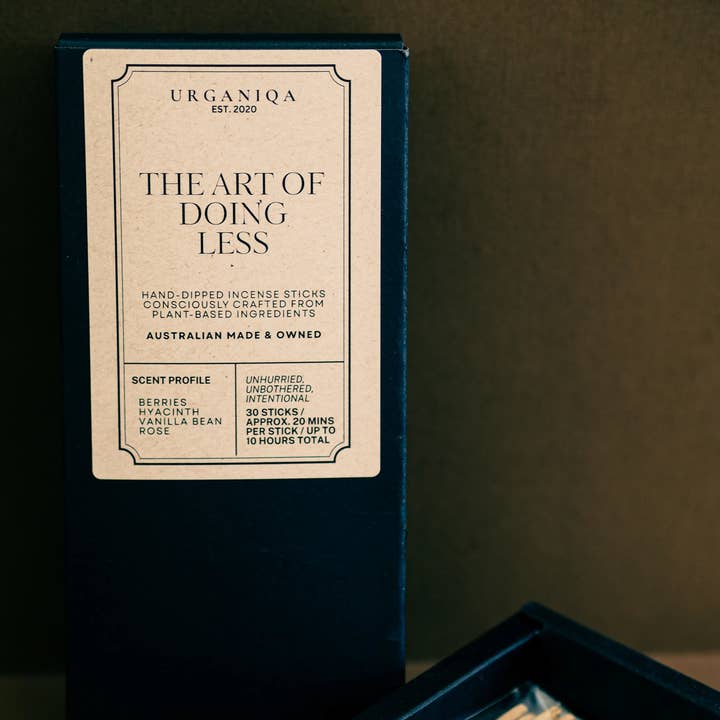 URGANIQA
EST. 2020
THE ART OF
DOING
LESS
HAND-DIPPED INCENSE STICKS
CONSCIOUSLY CRAFTED FROM
PLANT-BASED INGREDIENTS
AUSTRALIAN MADE & OWNED
SCENT PROFILE
BERRIES
HYACINTH
VANILLA BEAN
ROSE
UNHURRIED,
UNBOTHERED,
INTENTIONAL
30 STICKS /
APPROX. 20 MINS
PER STICK / UP TO
10 HOURS TOTAL